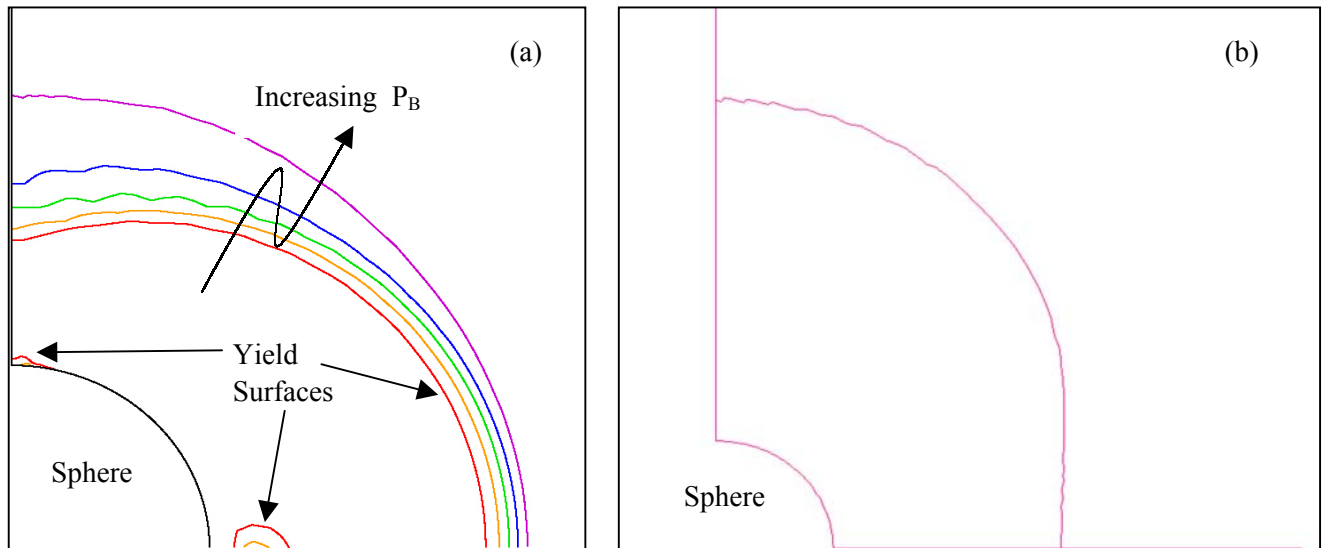 (a)
Increasing P_B
Yield
Surfaces
Sphere
(b)
Sphere